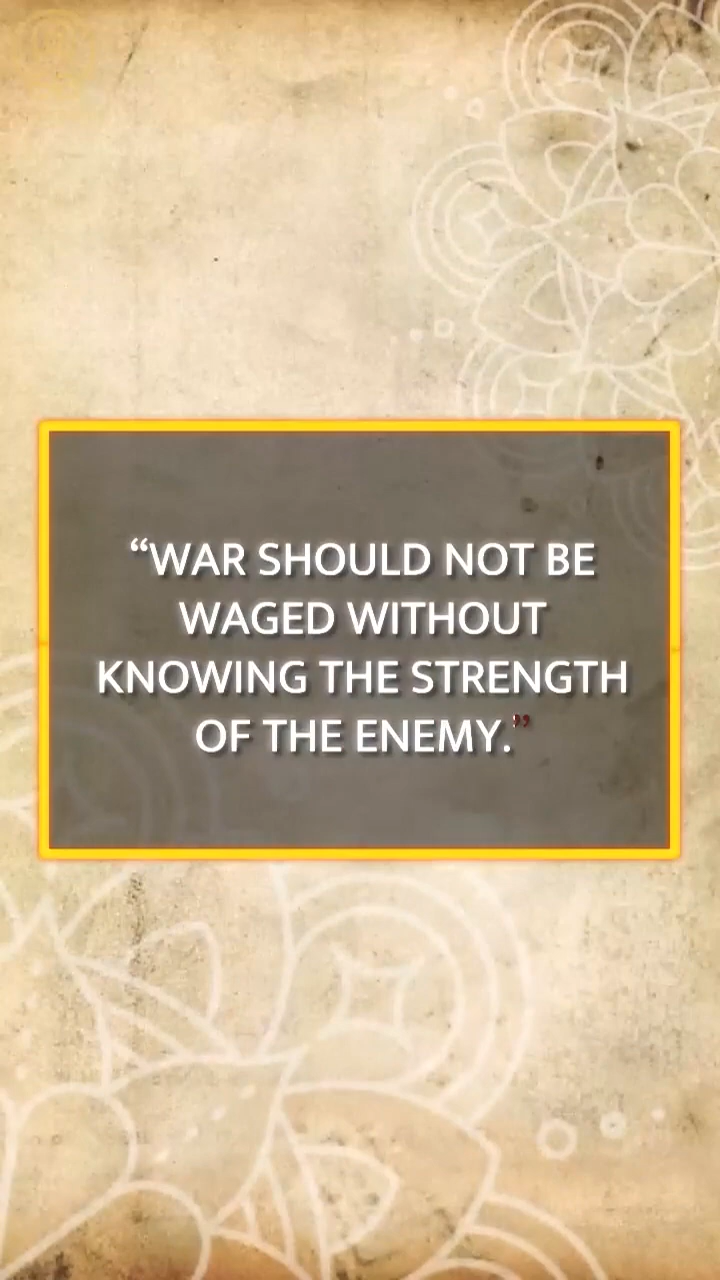 “WAR SHOULD NOT BE
WAGED WITHOUT
KNOWING THE STRENGTH
OF THE ENEMY.”